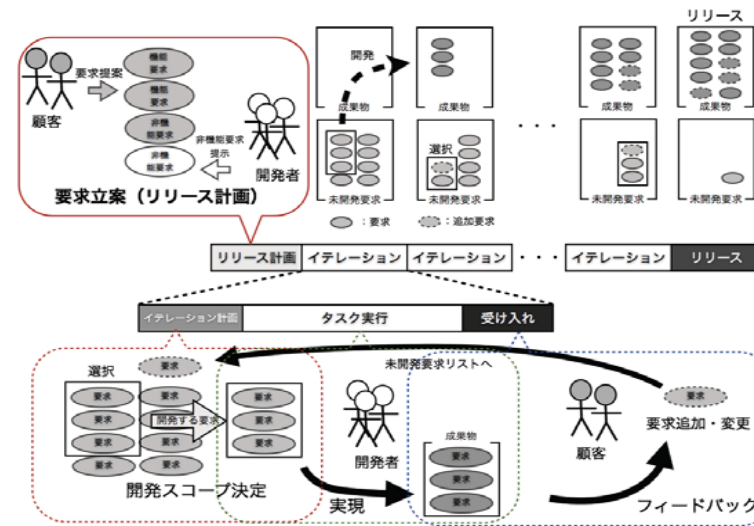 リリース
機能
要求
要求提案
機能
要求
顧客
非機
能要求
非機能要求
提示
非機
能要求
開発者
要求立案（リリース計画）
開発
成果物
成果物
・・・
成果物
成果物
選択
未開発要求
未開発要求
未開発要求
未開発要求
：要求
：追加要求
リリース計画
イテレーション
イテレーション
・・・
イテレーション
リリース
イテレーション計画
タスク実行
受け入れ
選択
要求
未開発要求リストへ
要求
要求
要求
要求
要求
要求
要求
要求
開発する要求
要求
要求
要求
開発スコープ決定
実現
開発者
成果物
要求
要求
要求
顧客
要求
要求追加・変更
フィードバック